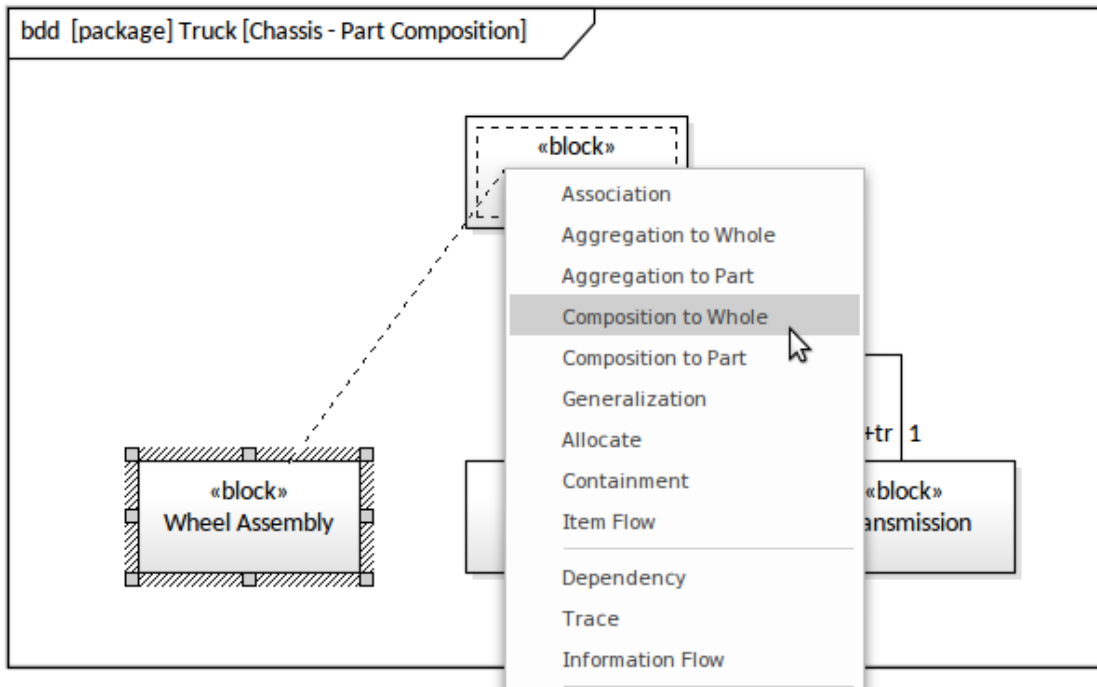 bdd [package] Truck [Chassis - Part Composition]
«block»
Association
Aggregation to Whole
Aggregation to Part
Composition to Whole
Composition to Part
Generalization
Allocate
Containment
Item Flow
Dependency
Trace
Information Flow
+tr 1
«block»
Wheel Assembly
«block»
ansmission